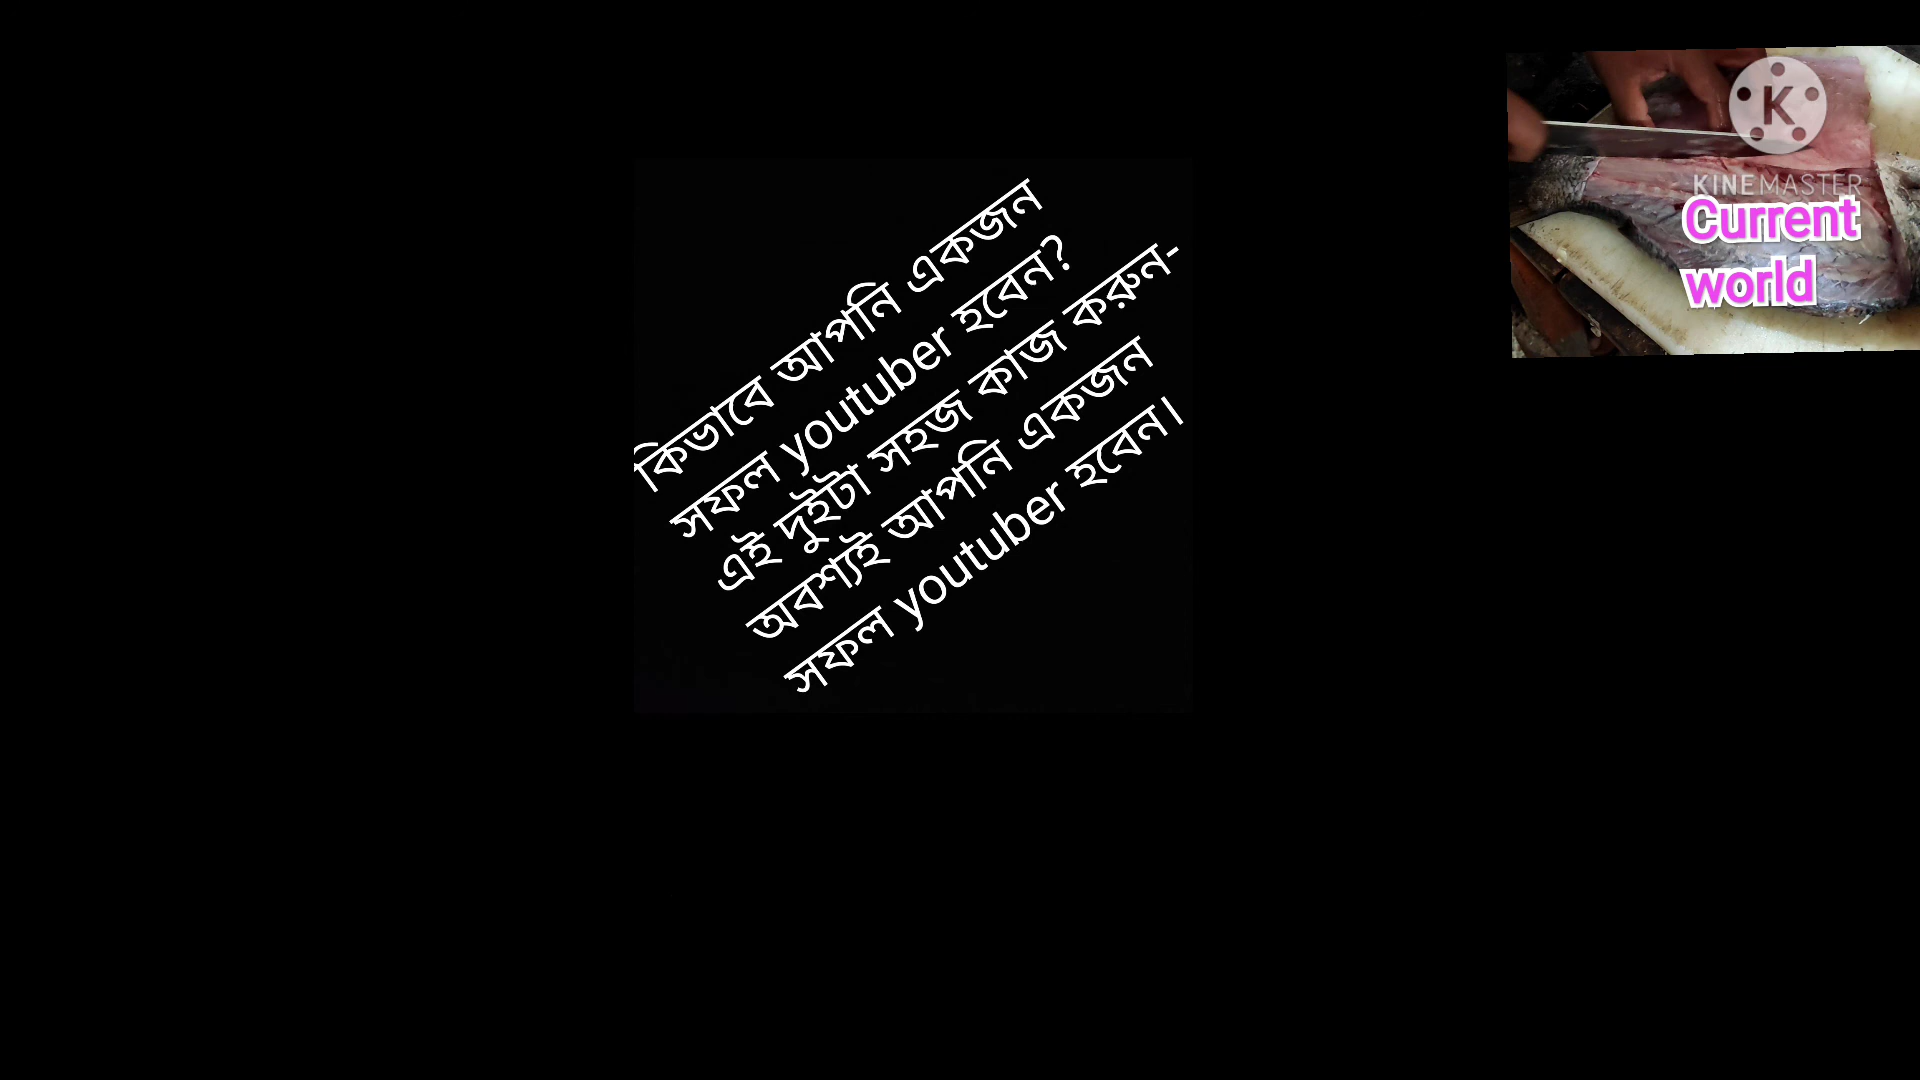 কিভাবে আপনি একজন
সফল youtuber হবেন?
এই দুইটা সহজ কাজ করুন-
অবশ্যই আপনি একজন
সফল youtuber হবেন।
K
KINEMASTER
Current
world